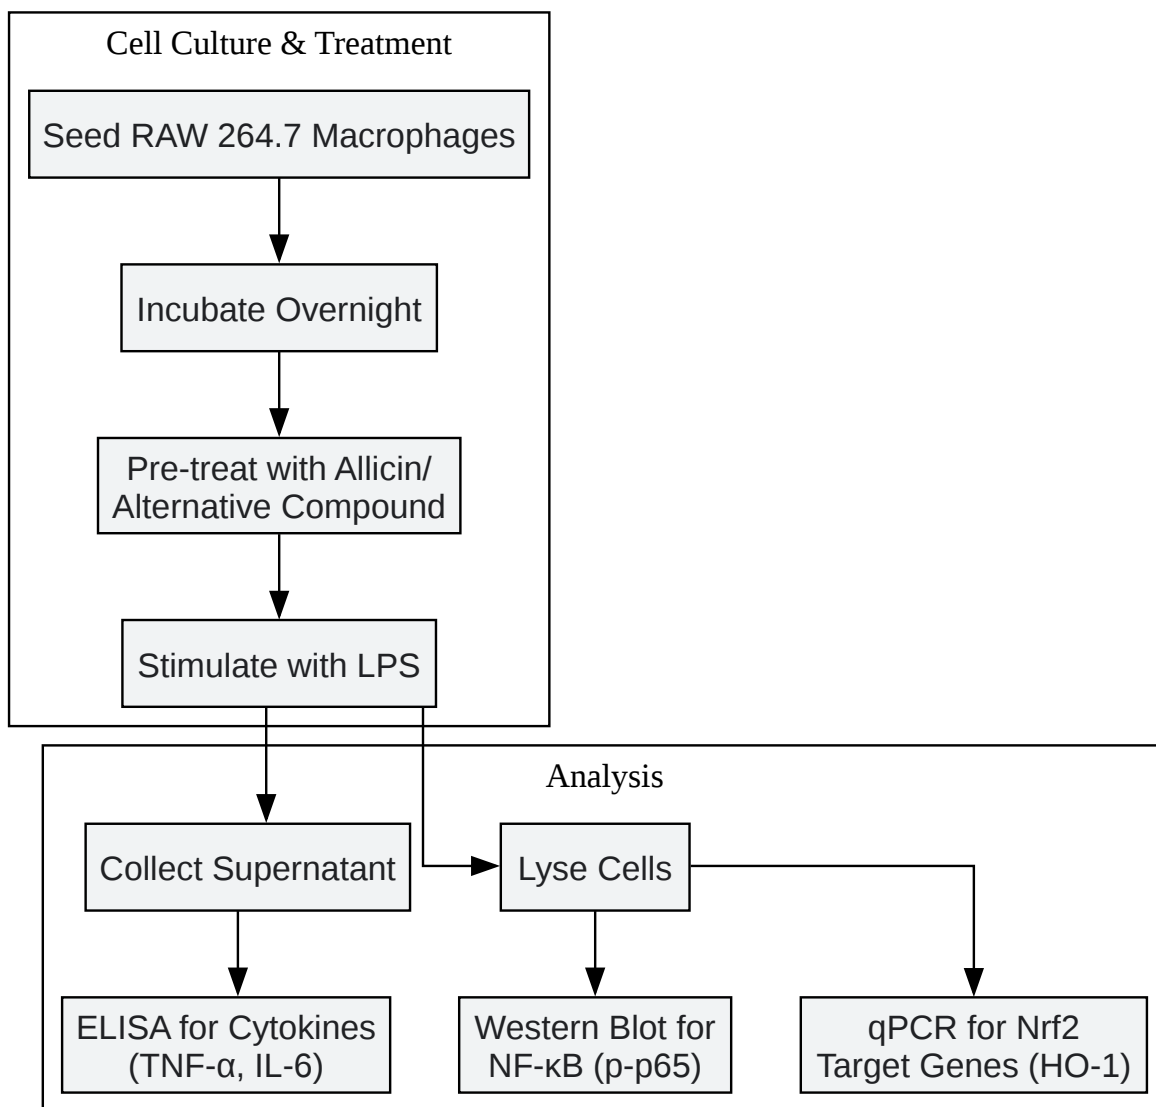 Cell Culture & Treatment
Seed RAW 264.7 Macrophages
Incubate Overnight
Pre-treat with Allicin/
Alternative Compound
Stimulate with LPS
Analysis
Collect Supernatant
Lyse Cells
ELISA for Cytokines
(TNF-α, IL-6)
Western Blot for
NF-κB (p-p65)
qPCR for Nrf2
Target Genes (HO-1)